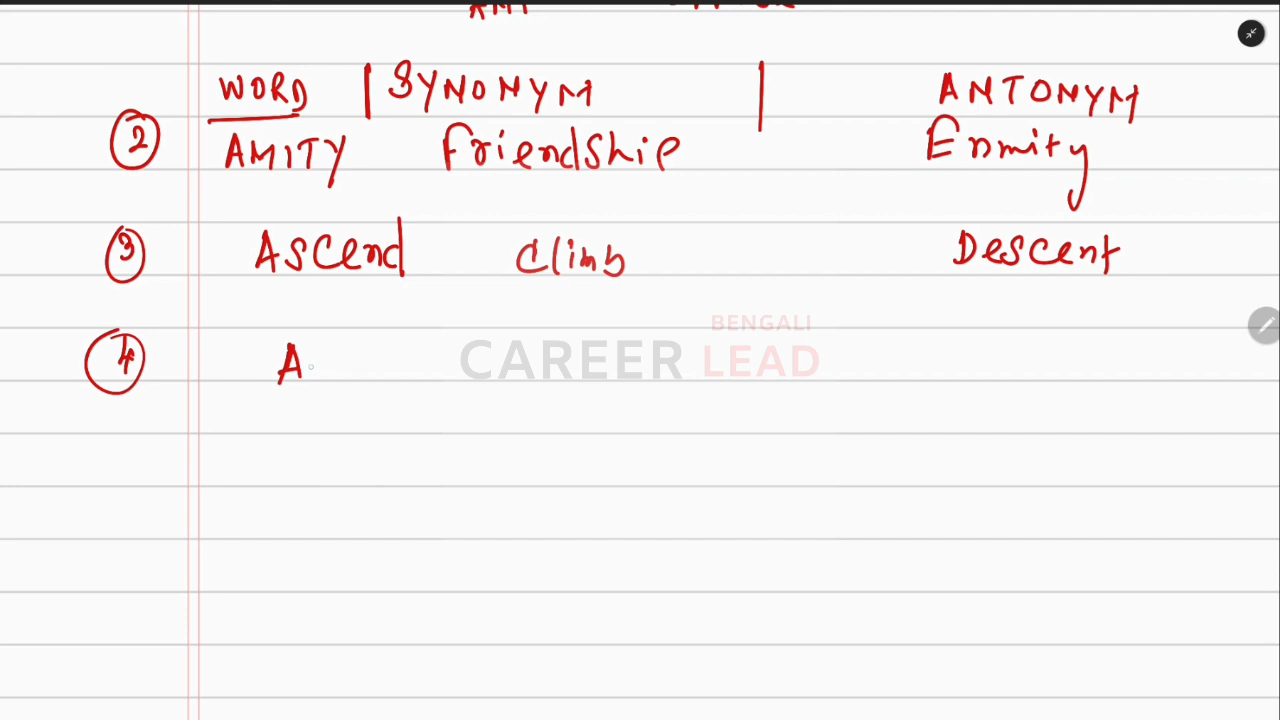 WORD | SYNONYM | ANTONYM
② AMITY Friendship Enmity
③ Ascend Climb Descent
BENGALI
CAREER LEAD
④ A